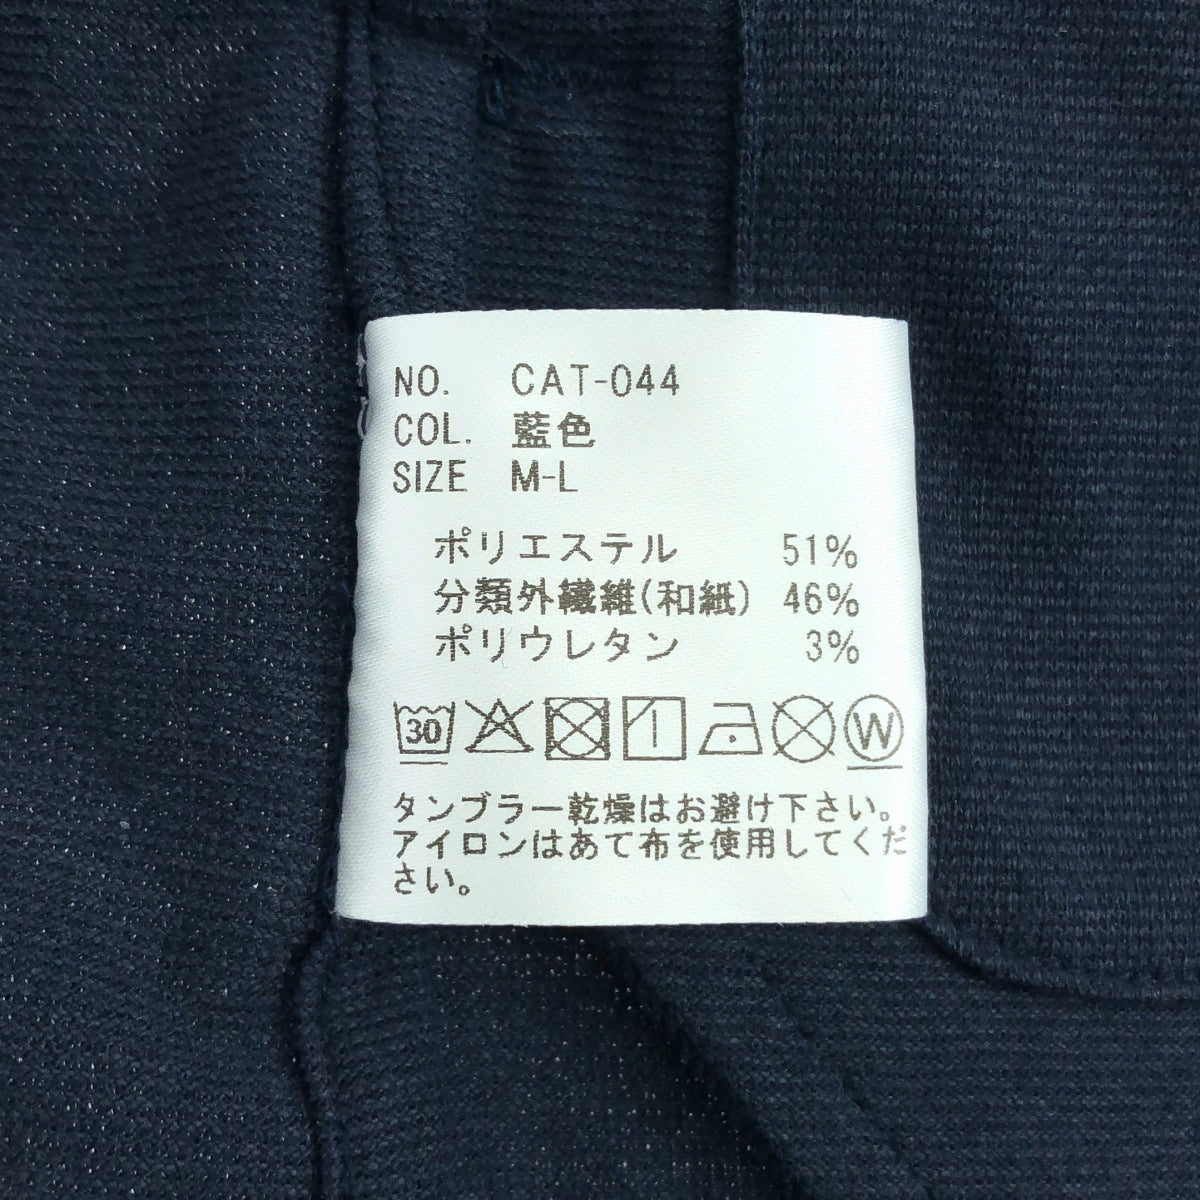 NO. CAT-044
COL. 藍色
SIZE M-L
ポリエステル 51%
分類外繊維(和紙) 46%
ポリウレタン 3%
30 W
タンブラー乾燥はお避け下さい。
アイロンはあて布を使用してくだ
さい。